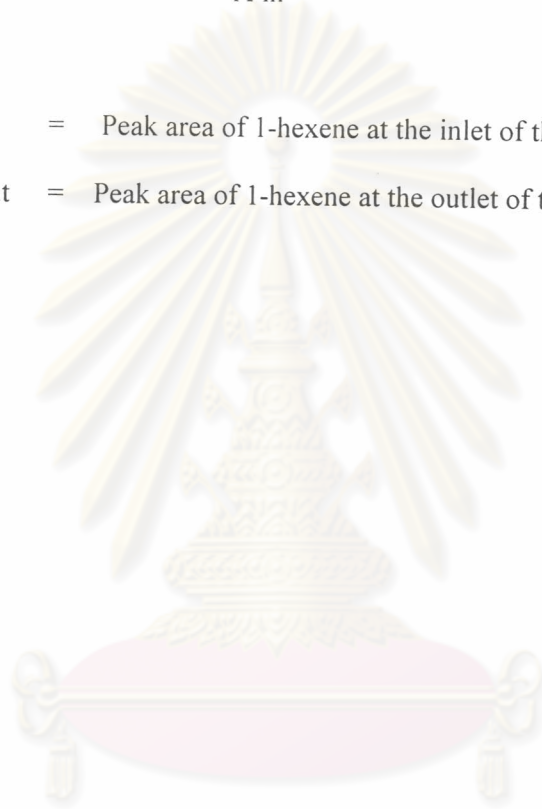 = Peak area of 1-hexene at the inlet of
t = Peak area of 1-hexene at the outlet of